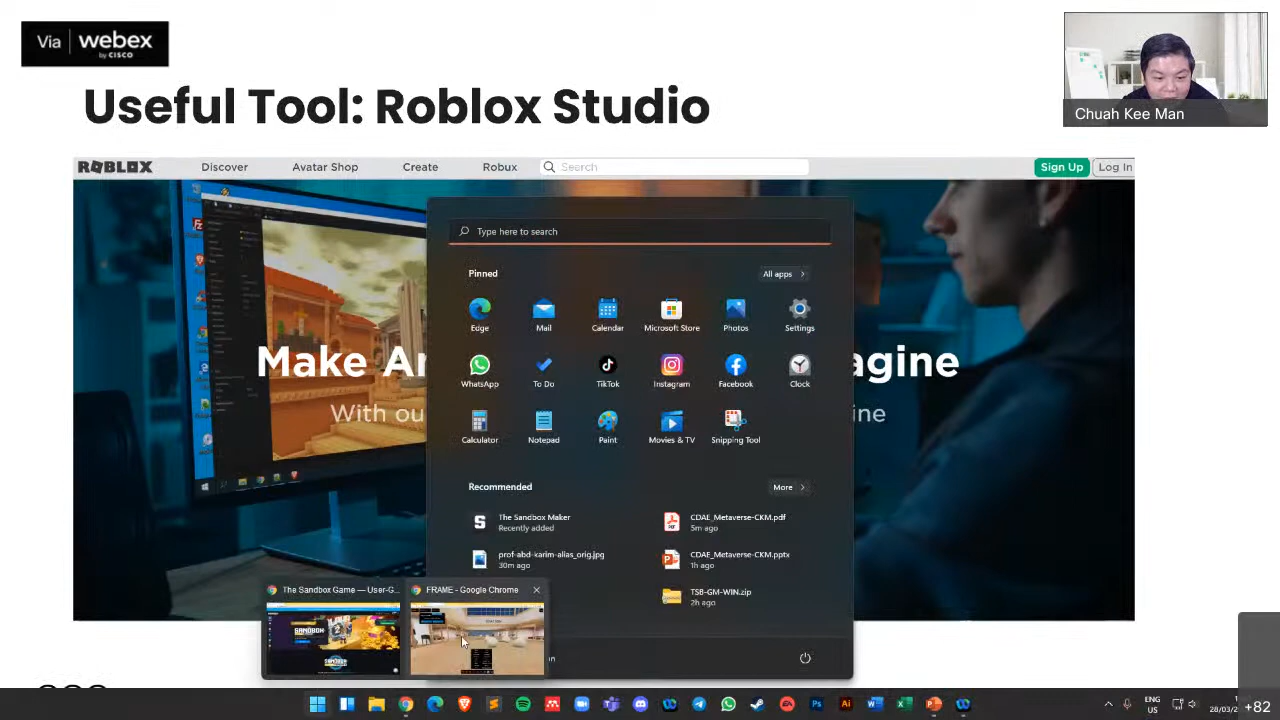 Via | webex
by CISCO
Chuah Kee Man
Useful Tool: Roblox Studio
ROBLOX Discover Avatar Shop Create Robux Search Sign Up Log In
Type here to search
Pinned All apps
Edge Mail Calendar Microsoft Store Photos Settings
Make An
agine
WhatsApp To Do TikTok Instagram Facebook Clock
With ou
ine
Calculator Notepad Paint Movies & TV Snipping Tool
Recommended More
The Sandbox Maker
Recently added
CDAE_Metaverse-CKM.pdf
5m ago
prof-abd-karim-alias_orig.jpg
30m ago
CDAE_Metaverse-CKM.pptx
1h ago
TSB-GM-WIN.zip
2h ago
The Sandbox Game — User-G...
FRAME - Google Chrome
SANDBOX
ENG
US
28/03/
+82